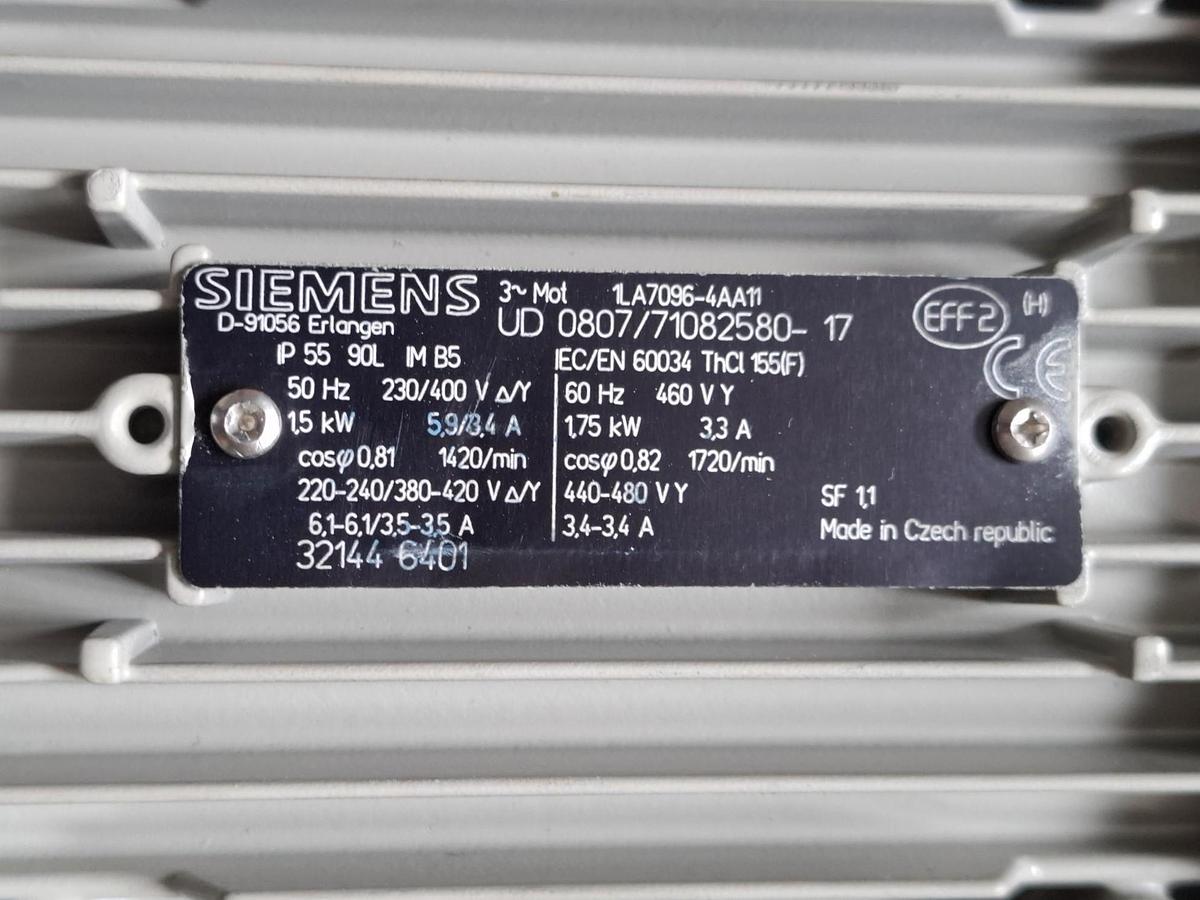 SIEMENS
D-91056 Erlangen
3~ Mot 1LA7096-4AA11
UD 0807/71082580- 17
EFF2 (H)
CE
IP 55 90L IM B5
IEC/EN 60034 ThCl 155(F)
50 Hz 230/400 V Δ/Y
60 Hz 460 V Y
1,5 kW 5,9/3,4 A
1,75 kW 3,3 A
cosφ 0,81 1420/min
cosφ 0,82 1720/min
220-240/380-420 V Δ/Y
440-480 V Y
6,1-6,1/3,5-3,5 A
3,4-3,4 A
SF 1,1
Made in Czech republic
32144 6401